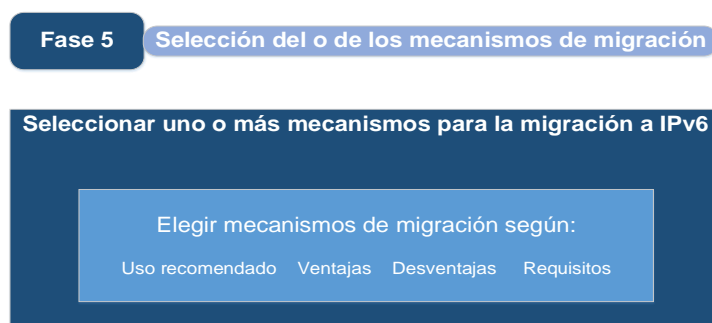 Fase 5
Selección del o de los mecanismos de migración
Seleccionar uno o más mecanismos para la migración a IPv6
Elegir mecanismos de migración según:
Uso recomendado Ventajas Desventajas Requisitos